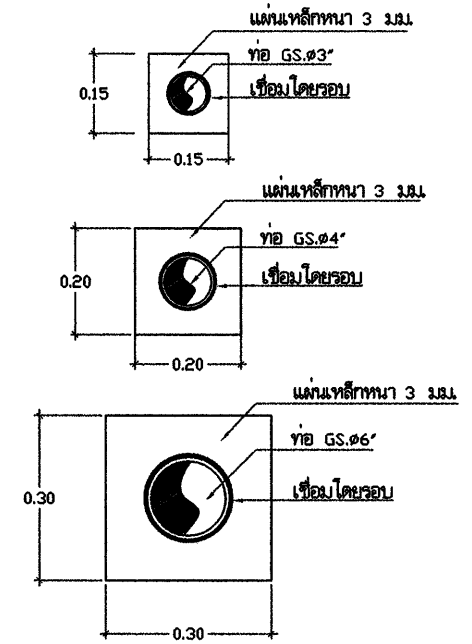 แผ่นเหล็กหนา 3 มม.
ท่อ GS.ø3"
เชื่อมโดยรอบ
0.15
0.15
แผ่นเหล็กหนา 3 มม.
ท่อ GS.ø4"
เชื่อมโดยรอบ
0.20
0.20
แผ่นเหล็กหนา 3 มม.
ท่อ GS.ø6"
เชื่อมโดยรอบ
0.30
0.30